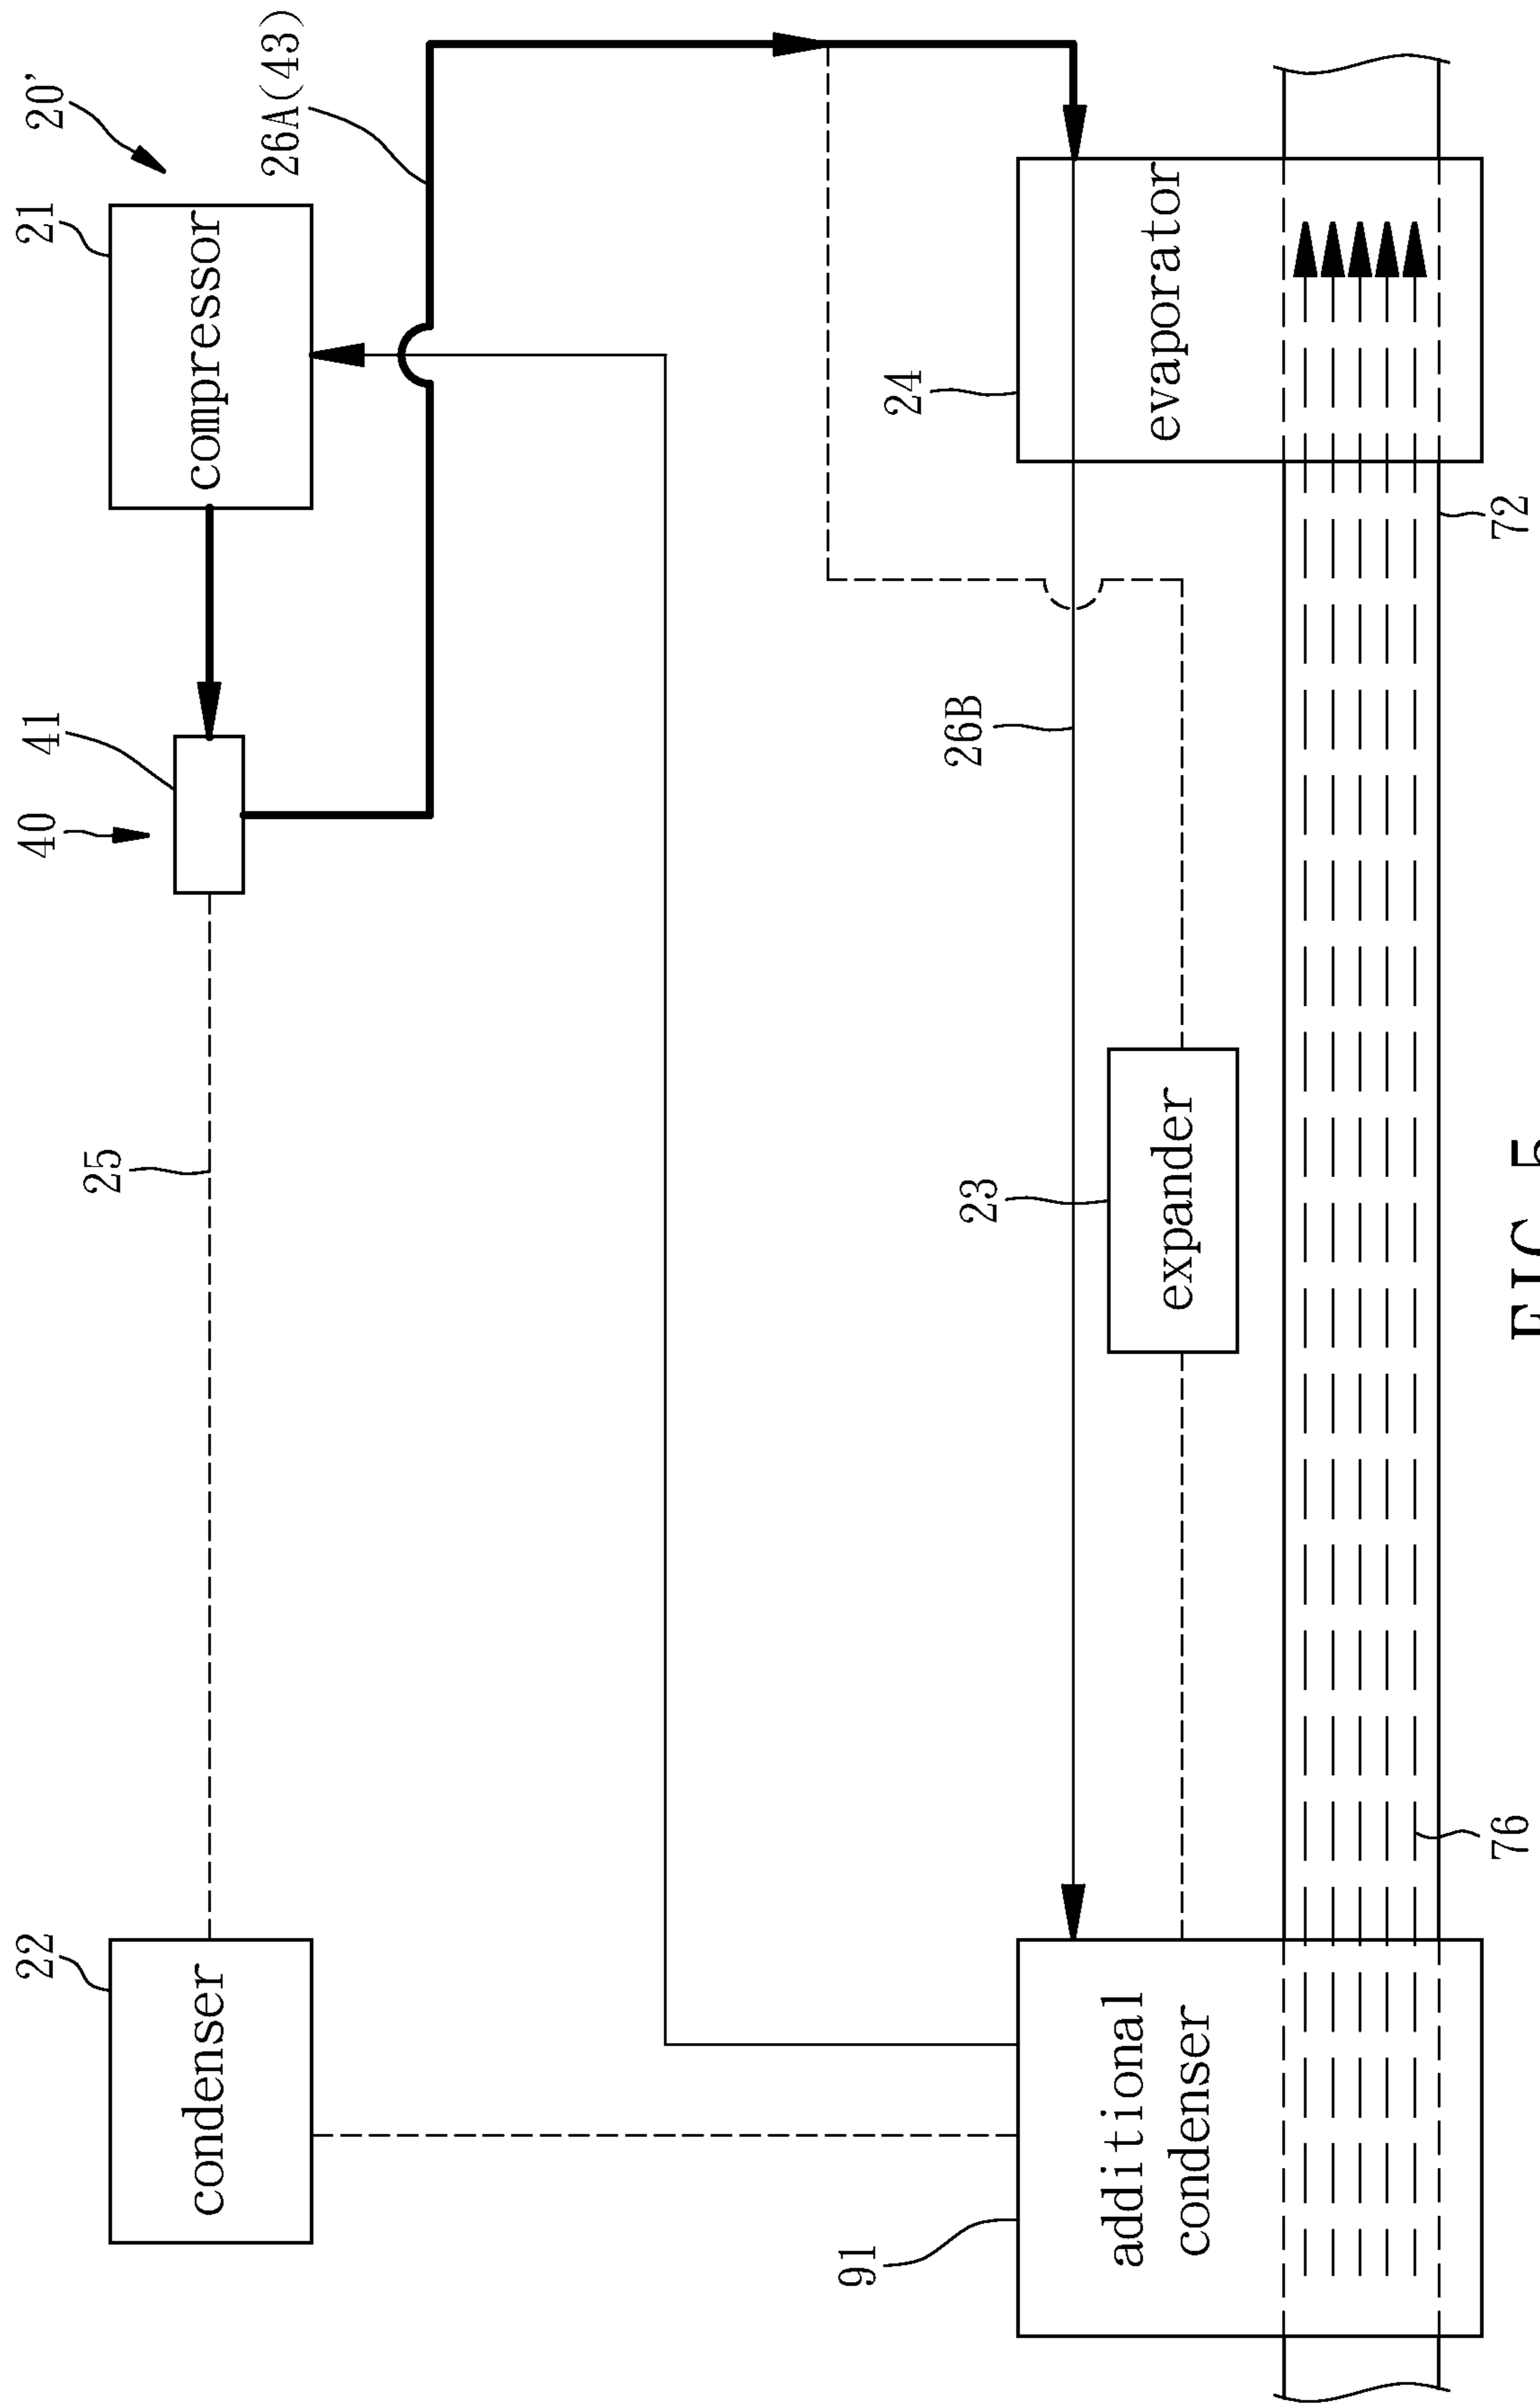 22
40
41
21
20'
25
condenser
compressor
26A(43)
91
24
26B
23
additional
condenser
expander
evaporator
76
72
FIG. 5